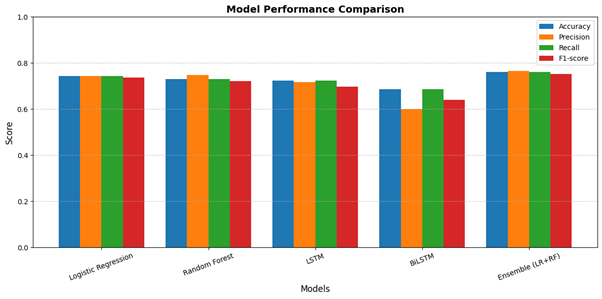 Model Performance Comparison
1.0
0.8
0.6
0.4
0.2
0.0
Score
Accuracy
Precision
Recall
F1-score
Logistic Regression
Random Forest
LSTM
BiLSTM
Ensemble (LR+RF)
Models